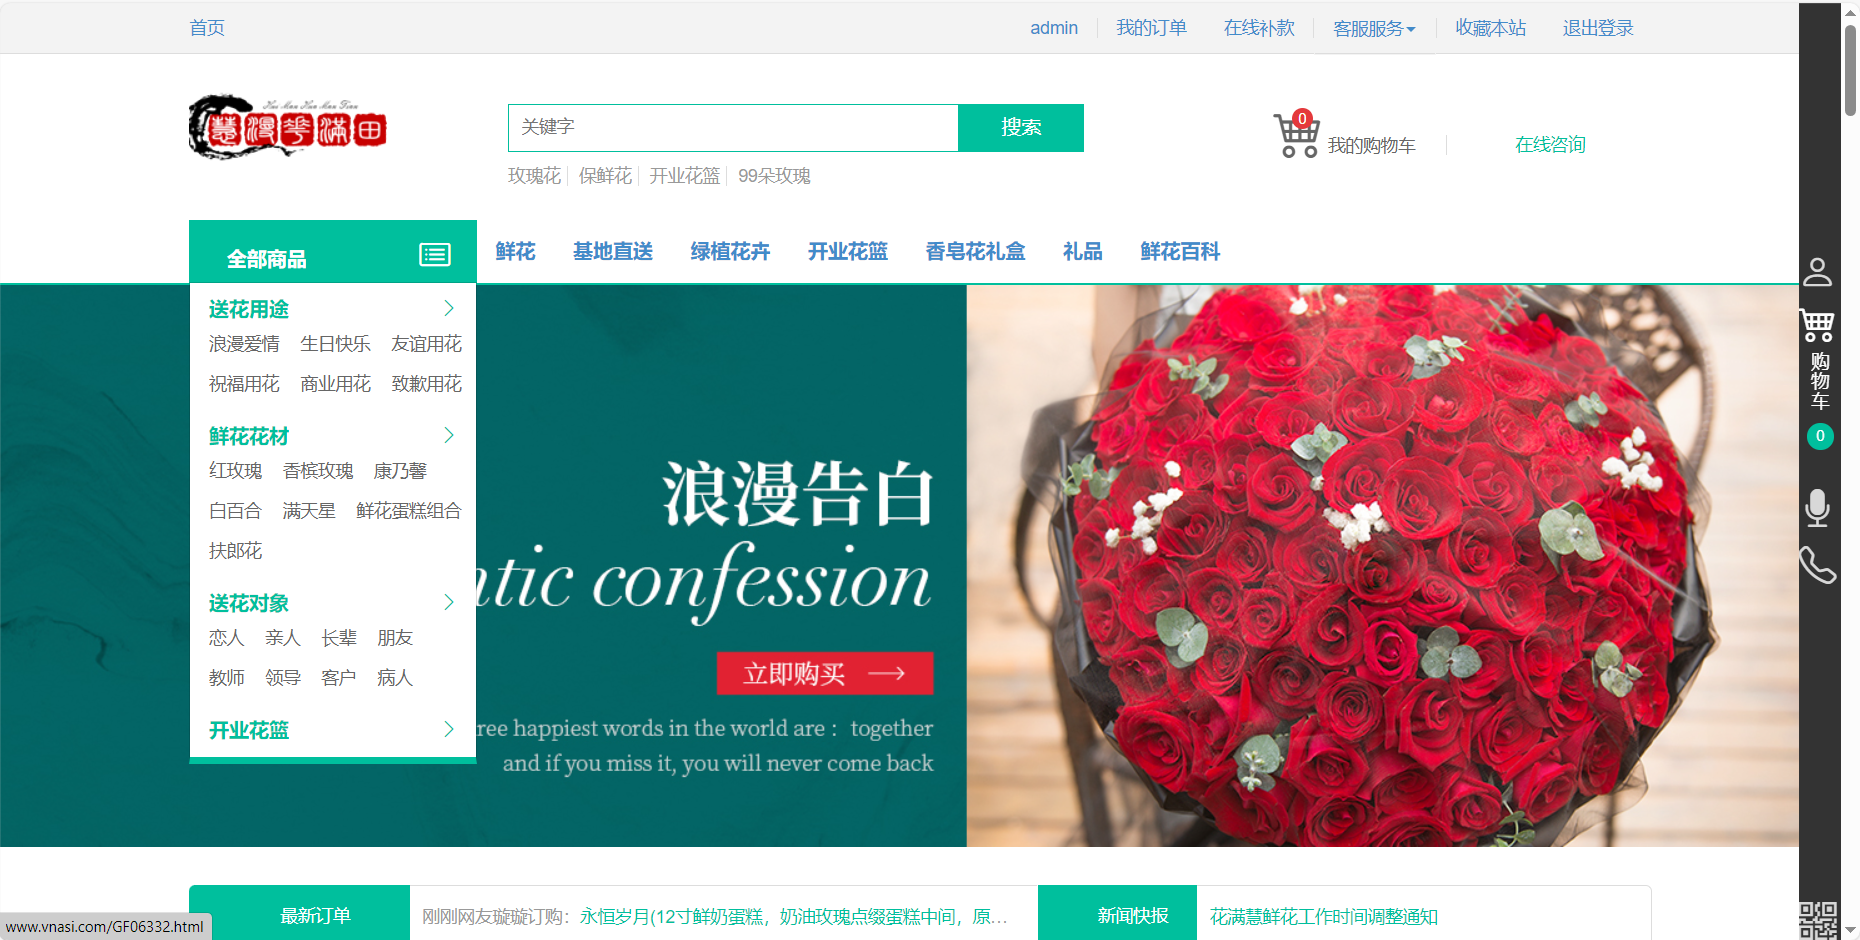 首页
admin 我的订单 在线补款 客服服务 收藏本站 退出登录
Hui Man Hua Man Tian
慧漫花满田
关键字 搜索
0 我的购物车 在线咨询
玫瑰花 保鲜花 开业花篮 99朵玫瑰
全部商品 鲜花 基地直送 绿植花卉 开业花篮 香皂花礼盒 礼品 鲜花百科
送花用途
浪漫爱情 生日快乐 友谊用花
祝福用花 商业用花 致歉用花
鲜花花材
红玫瑰 香槟玫瑰 康乃馨
白百合 满天星 鲜花蛋糕组合
扶郎花
送花对象
恋人 亲人 长辈 朋友
教师 领导 客户 病人
开业花篮
浪漫告白
ntic confession
立即购买
ree happiest words in the world are： together
and if you miss it, you will never come back
购物车
0
最新订单 刚刚网友璇璇订购：永恒岁月(12寸鲜奶蛋糕，奶油玫瑰点缀蛋糕中间，原…
新闻快报 花满慧鲜花工作时间调整通知
www.vnasi.com/GF06332.html